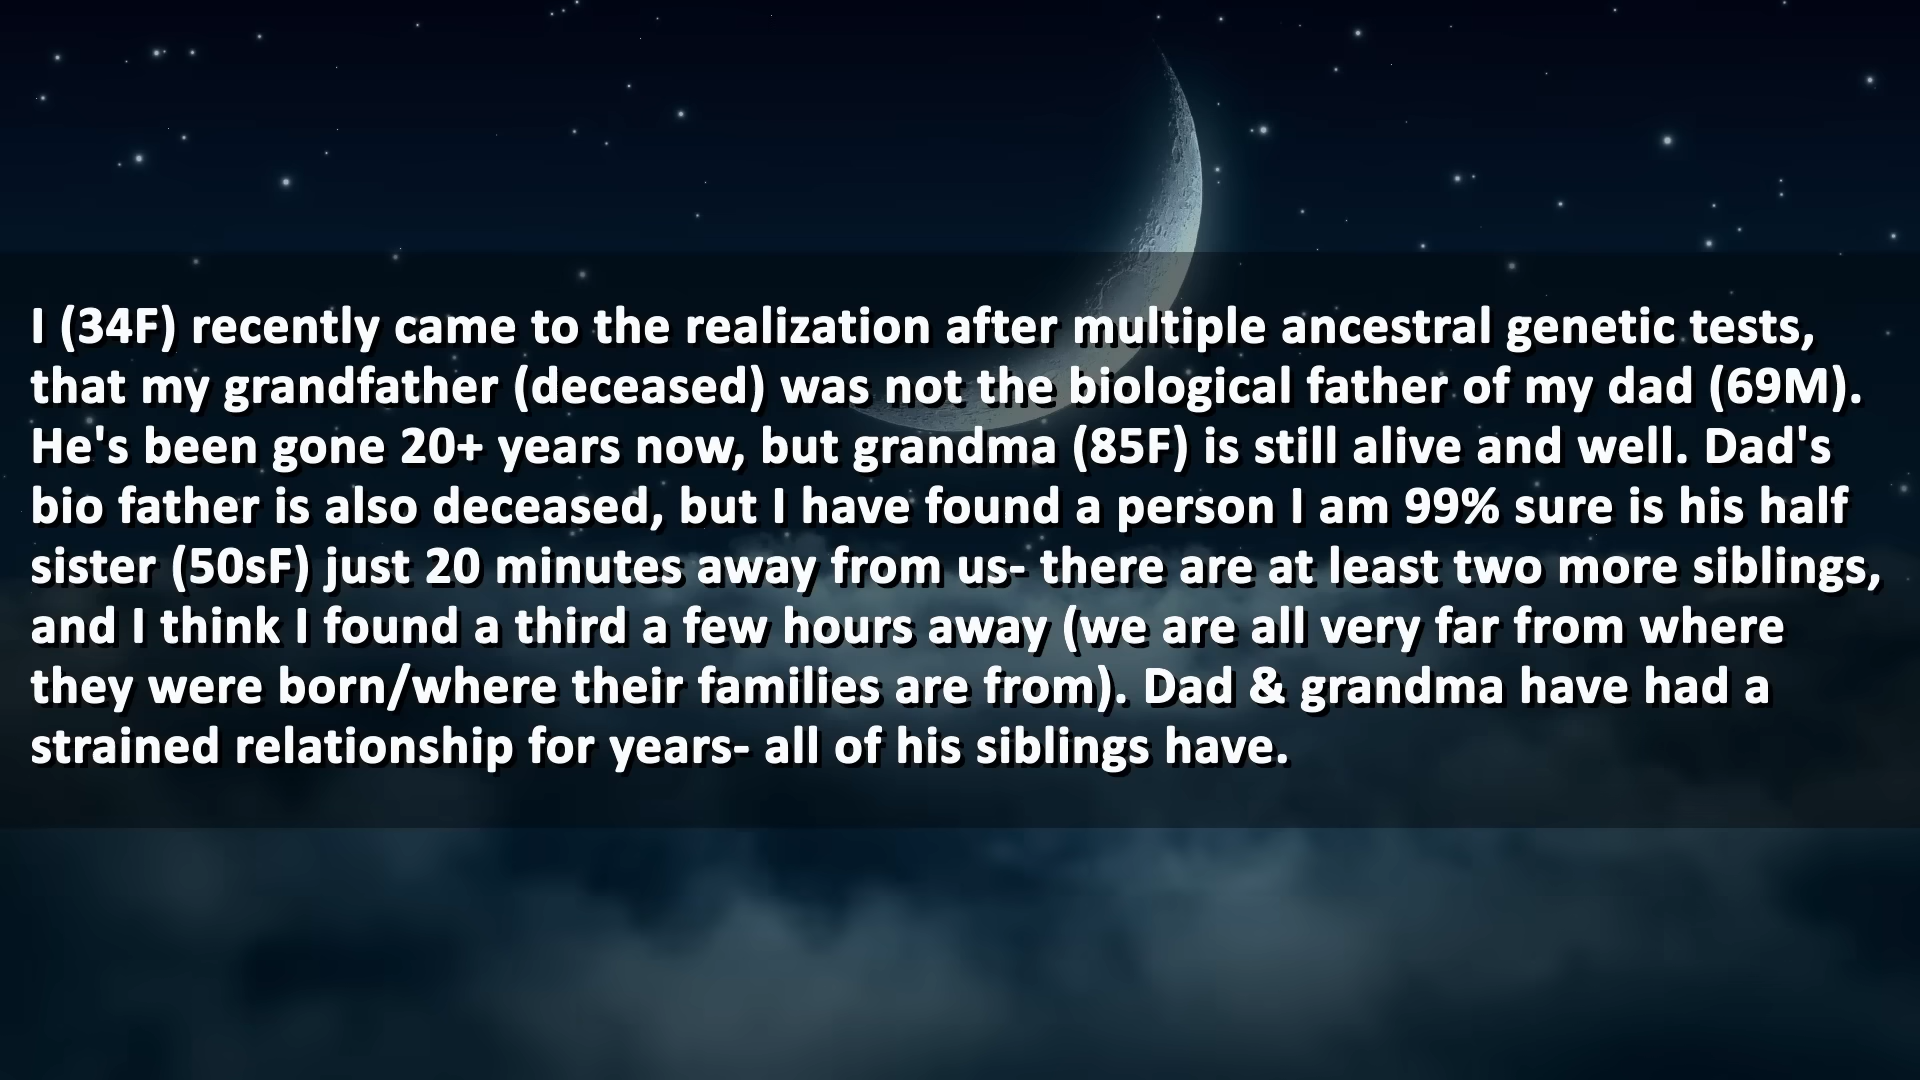 I (34F) recently came to the realization after multiple ancestral genetic tests,
that my grandfather (deceased) was not the biological father of my dad (69M).
He's been gone 20+ years now, but grandma (85F) is still alive and well. Dad's
bio father is also deceased, but I have found a person I am 99% sure is his half
sister (50sF) just 20 minutes away from us- there are at least two more siblings,
and I think I found a third a few hours away (we are all very far from where
they were born/where their families are from). Dad & grandma have had a
strained relationship for years- all of his siblings have.